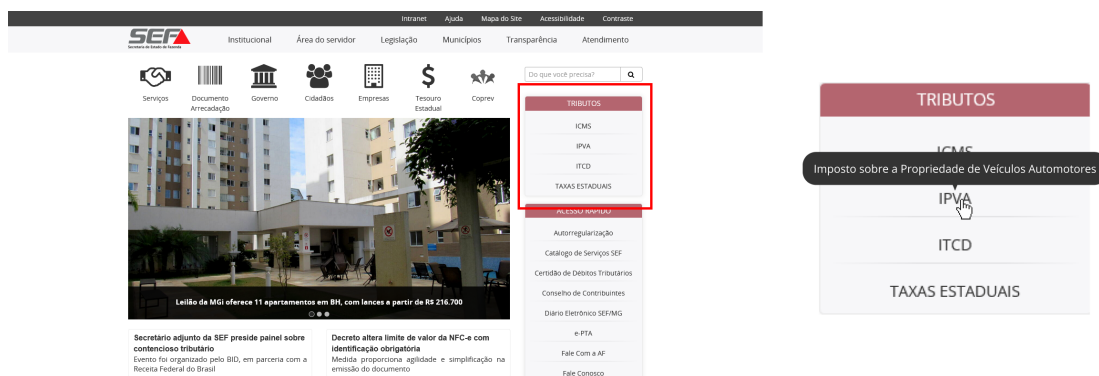 Intranet Ajuda Mapa do Site Acessibilidade Contraste
SEF
Secretaria de Estado de Fazenda
Institucional Área do servidor Legislação Municípios Transparência Atendimento
Do que você precisa?
Serviços
Documento
Arrecadação
Governo
Cidadãos
Empresas
Tesouro
Estadual
Coprev
TRIBUTOS
ICMS
IPVA
ITCD
TAXAS ESTADUAIS
ACESSO RÁPIDO
Autorregularização
Catálogo de Serviços SEF
Certidão de Débitos Tributários
Conselho de Contribuintes
Diário Eletrônico SEF/MG
e-PTA
Fale Com a AF
Fale Conosco
Leilão da MGi oferece 11 apartamentos em BH, com lances a partir de R$ 216.700
Secretário adjunto da SEF preside painel sobre
contencioso tributário
Evento foi organizado pelo BID, em parceria com a
Receita Federal do Brasil
Decreto altera limite de valor da NFC-e com
identificação obrigatória
Medida proporciona agilidade e simplificação na
emissão do documento
TRIBUTOS
ICMS
Imposto sobre a Propriedade de Veículos Automotores
IPVA
ITCD
TAXAS ESTADUAIS